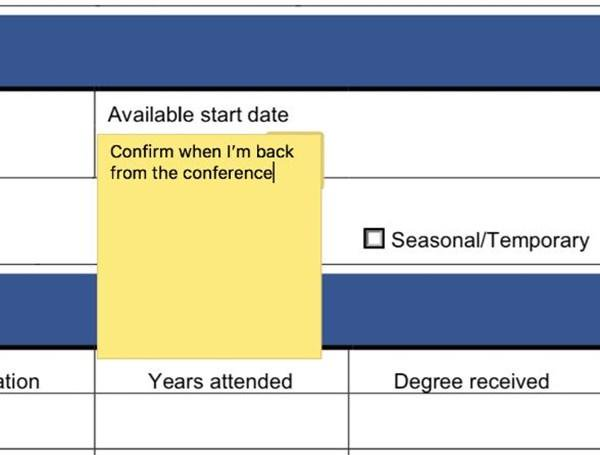 Available start date
Confirm when I'm back
from the conference
Seasonal/Temporary
ation
Years attended
Degree received